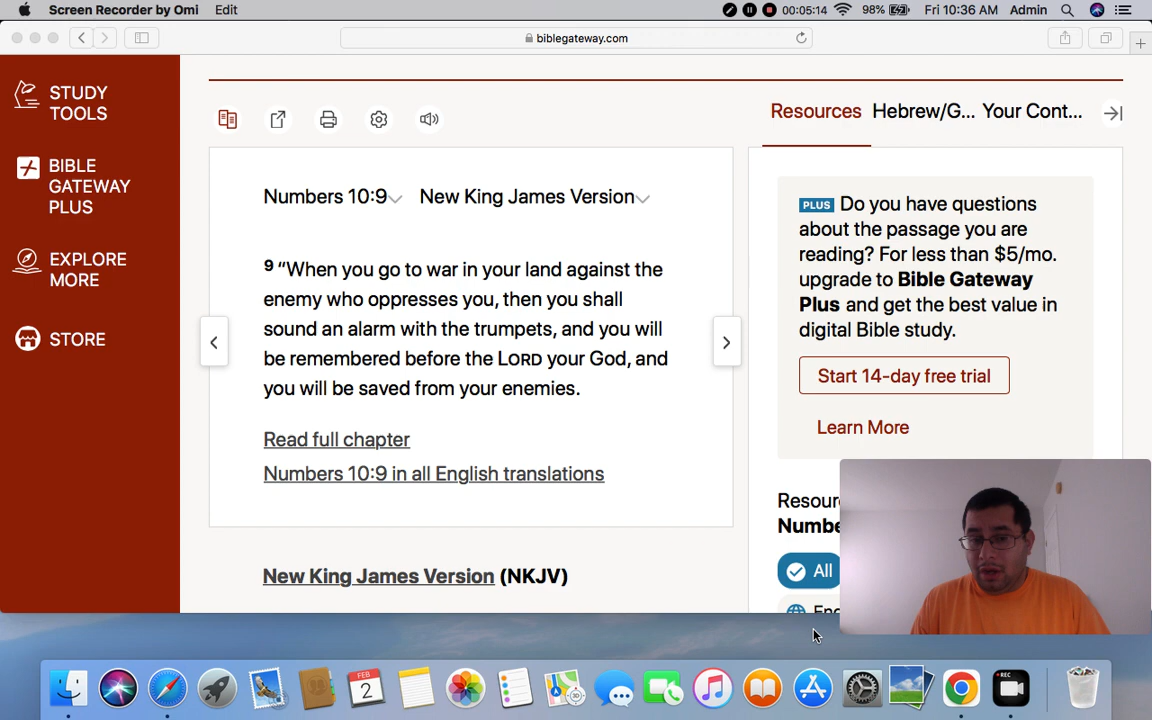 Screen Recorder by Omi Edit 00:05:14 98% Fri 10:36 AM Admin
biblegateway.com
STUDY
TOOLS
BIBLE
GATEWAY
PLUS
EXPLORE
MORE
STORE
Resources Hebrew/G... Your Cont...
Numbers 10:9 New King James Version
9 “When you go to war in your land against the
enemy who oppresses you, then you shall
sound an alarm with the trumpets, and you will
be remembered before the LORD your God, and
you will be saved from your enemies.
Read full chapter
Numbers 10:9 in all English translations
New King James Version (NKJV)
PLUS Do you have questions
about the passage you are
reading? For less than $5/mo.
upgrade to Bible Gateway
Plus and get the best value in
digital Bible study.
Start 14-day free trial
Learn More
Resour
Numbe
All
FEB
2
REC